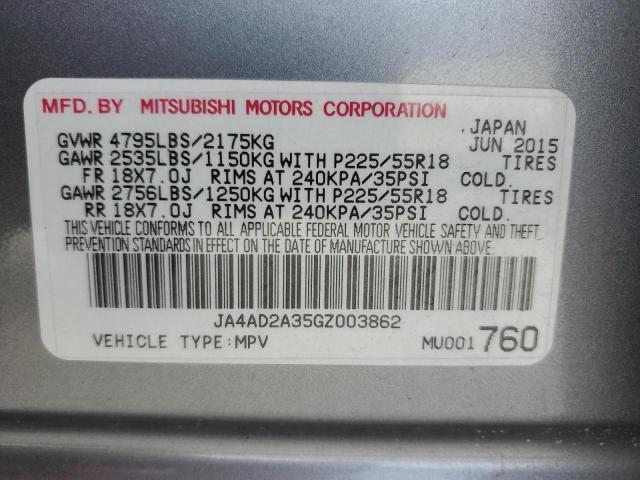 MFD. BY MITSUBISHI MOTORS CORPORATION
JAPAN
GVWR 4795LBS/2175KG JUN 2015
GAWR 2535LBS/1150KG WITH P225/55R18 TIRES
FR 18X7.0J RIMS AT 240KPA/35PSI COLD.
GAWR 2756LBS/1250KG WITH P225/55R18 TIRES
RR 18X7.0J RIMS AT 240KPA/35PSI COLD.
THIS VEHICLE CONFORMS TO ALL APPLICABLE FEDERAL MOTOR VEHICLE SAFETY AND THEFT
PREVENTION STANDARDS IN EFFECT ON THE DATE OF MANUFACTURE SHOWN ABOVE.
JA4AD2A35GZ003862
VEHICLE TYPE:MPV MU001 760